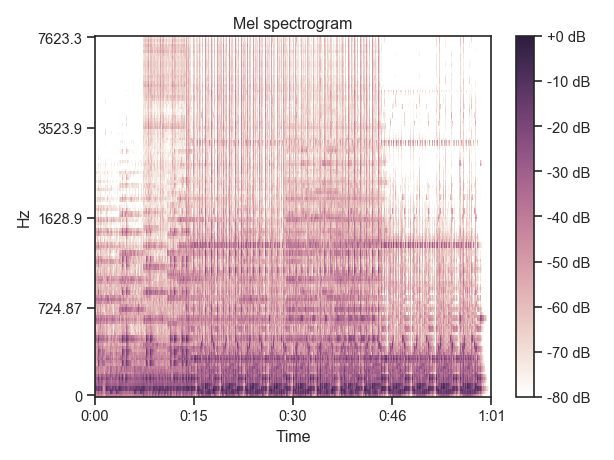 Mel spectrogram
7623.3
3523.9
1628.9
724.87
0
Hz
0:00
0:15
0:30
0:46
1:01
Time
+0 dB
-10 dB
-20 dB
-30 dB
-40 dB
-50 dB
-60 dB
-70 dB
-80 dB